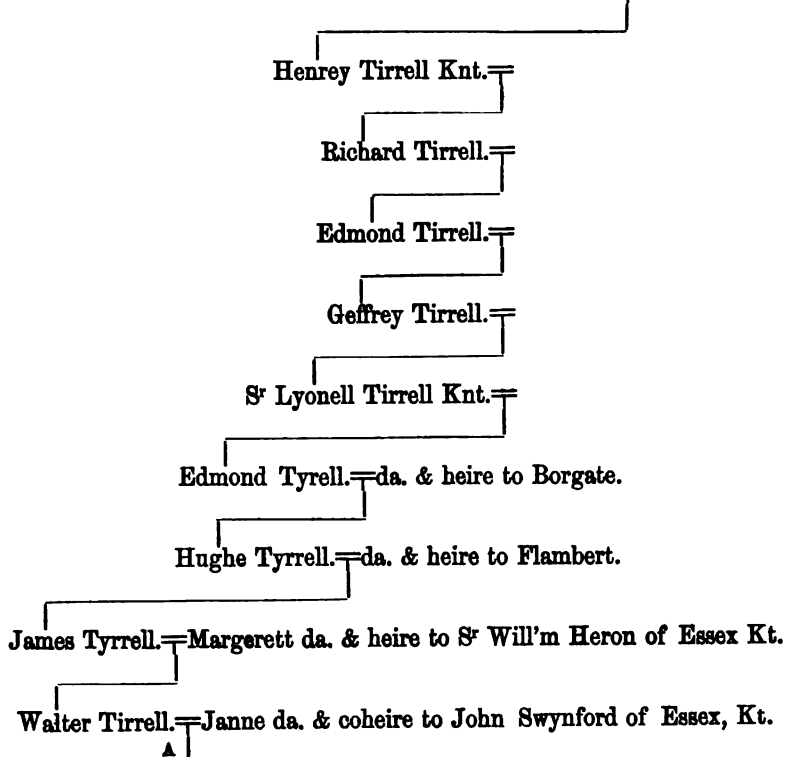 Henrey Tirrell Knt.=
Richard Tirrell.=
Edmond Tirrell.=
Geffrey Tirrell.=
Sr Lyonell Tirrell Knt.=
Edmond Tyrell.=da. & heire to Borgate.
Hughe Tyrrell.=da. & heire to Flambert.
James Tyrrell.=Margerett da. & heire to Sr Will'm Heron of Essex Kt.
Walter Tirrell.=Janne da. & coheire to John Swynford of Essex, Kt.
A